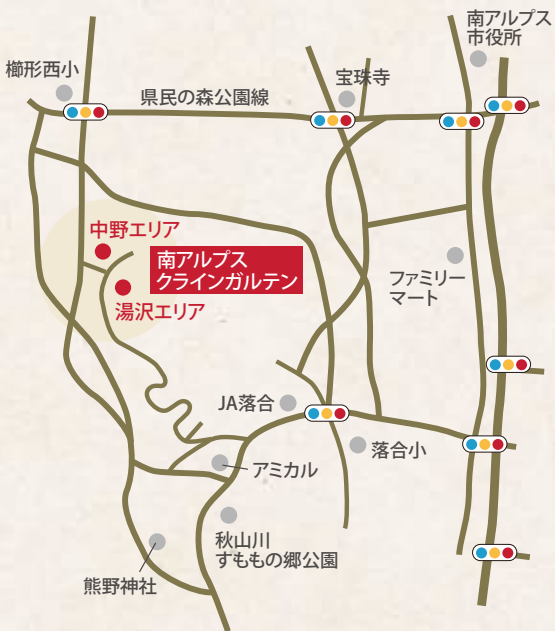 南アルプス
市役所
櫛形西小
宝珠寺
県民の森公園線
中野エリア
南アルプス
クラインガルテン
湯沢エリア
ファミリー
マート
JA落合
落合小
アミカル
秋山川
すももの郷公園
熊野神社